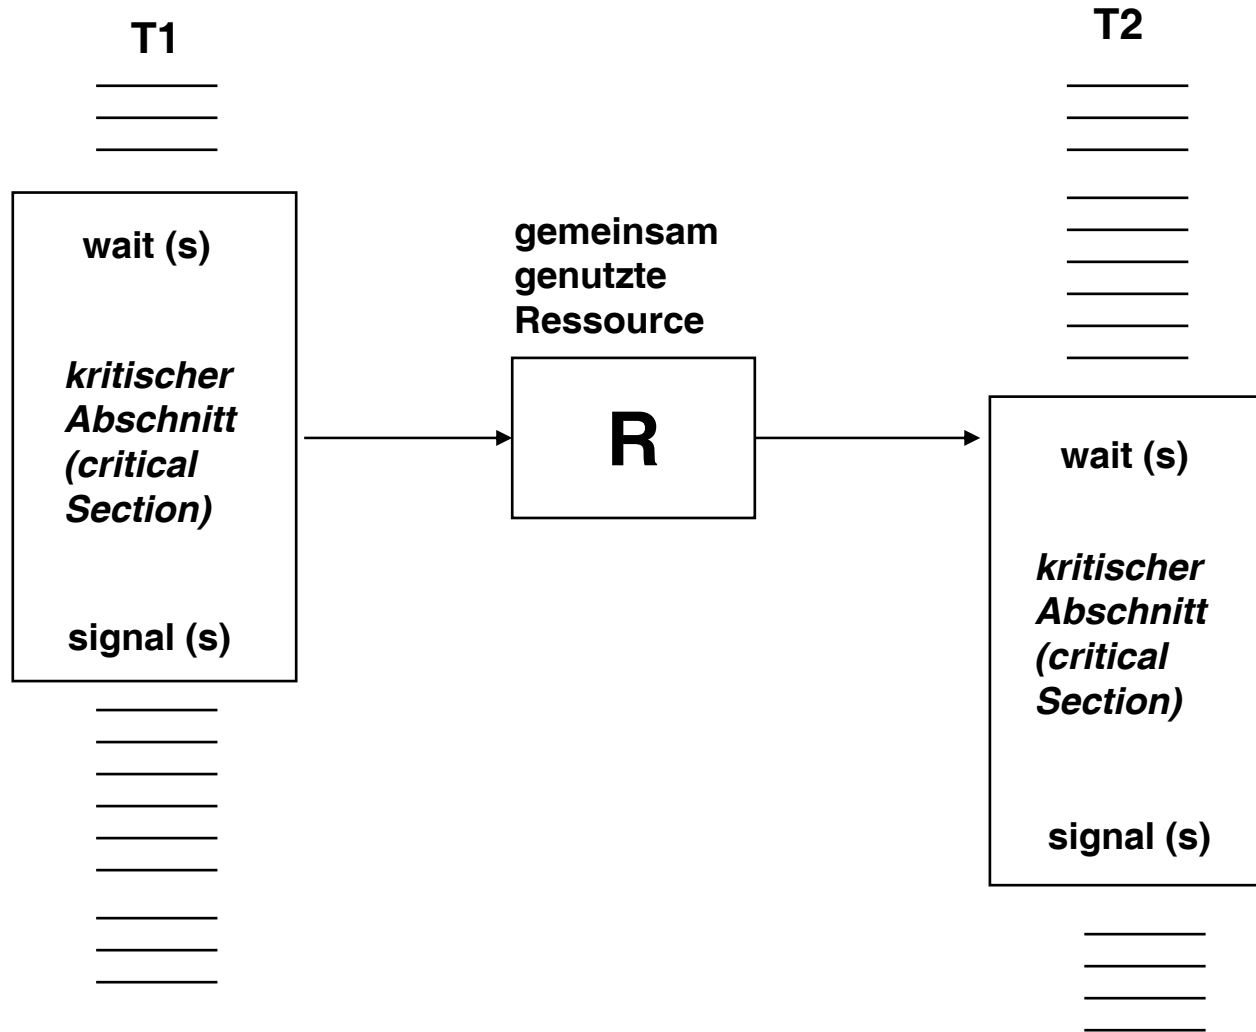 T1
T2
wait (s)
kritischer
Abschnitt
(critical
Section)
signal (s)
gemeinsam
genutzte
Ressource
R
wait (s)
kritischer
Abschnitt
(critical
Section)
signal (s)